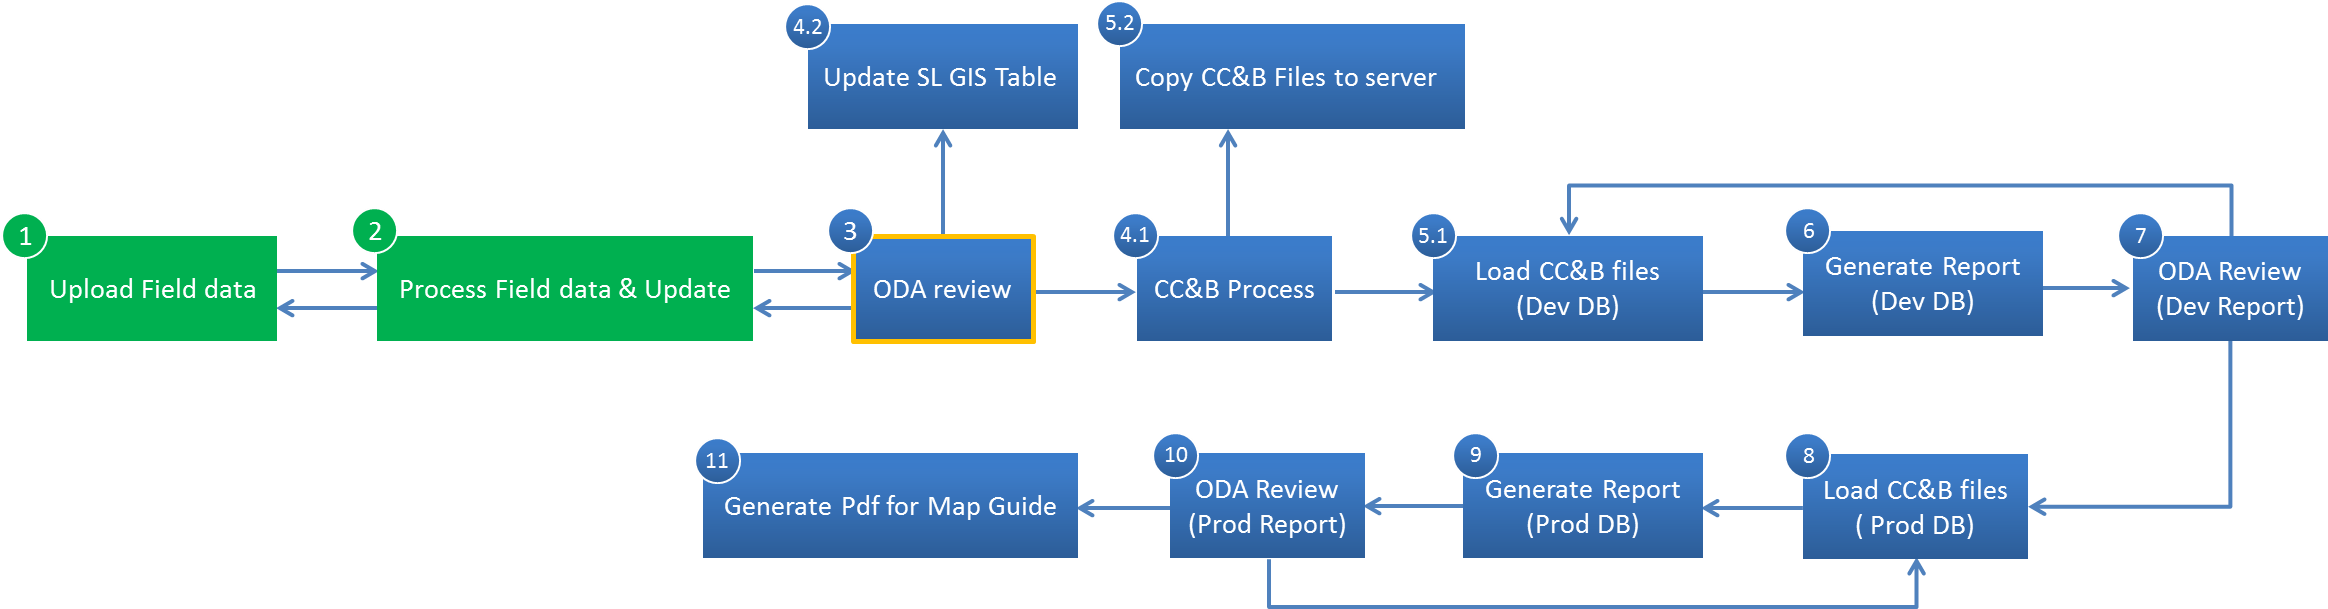 4.2
Update SL GIS Table
5.2
Copy CC&B Files to server
1
Upload Field data
2
Process Field data & Update
3
ODA review
4.1
CC&B Process
5.1
Load CC&B files
(Dev DB)
6
Generate Report
(Dev DB)
7
ODA Review
(Dev Report)
11
Generate Pdf for Map Guide
10
ODA Review
(Prod Report)
9
Generate Report
(Prod DB)
8
Load CC&B files
( Prod DB)